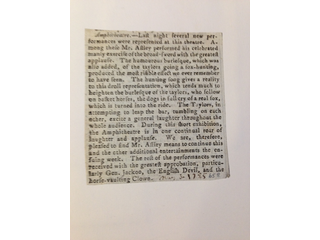 Amphitheatre.—Last night several new per-
formances were represented at this theatre. A-
mong these Mr. Astley performed his celebrated
manly exercise of the broad-sword with the greatest
applause. The humourous burlesque, which was
also added, of the taylors going a fox-hunting,
produced the most risible effect we ever remember
to have seen. The hunting song gives a reality
to this droll representation, which tends much to
heighten the burlesque of the taylors, who follow
on basket horses, the dogs in full cry of a real fox,
which is turned into the ride. The Taylors, in
attempting to leap the bar, tumbling on each
other, excite a general laughter throughout the
whole audience. During this short exhibition,
the Amphitheatre is in one continual roar of
laughter and applause. We are, therefore,
pleased to find Mr. Astley means to continue this
and the other additional entertainments the en-
suing week. The rest of the performances were
received with the greatest approbation, particu-
larly Gen. Jackoo, the English Devil, and the
horse-vaulting Clown. 1785